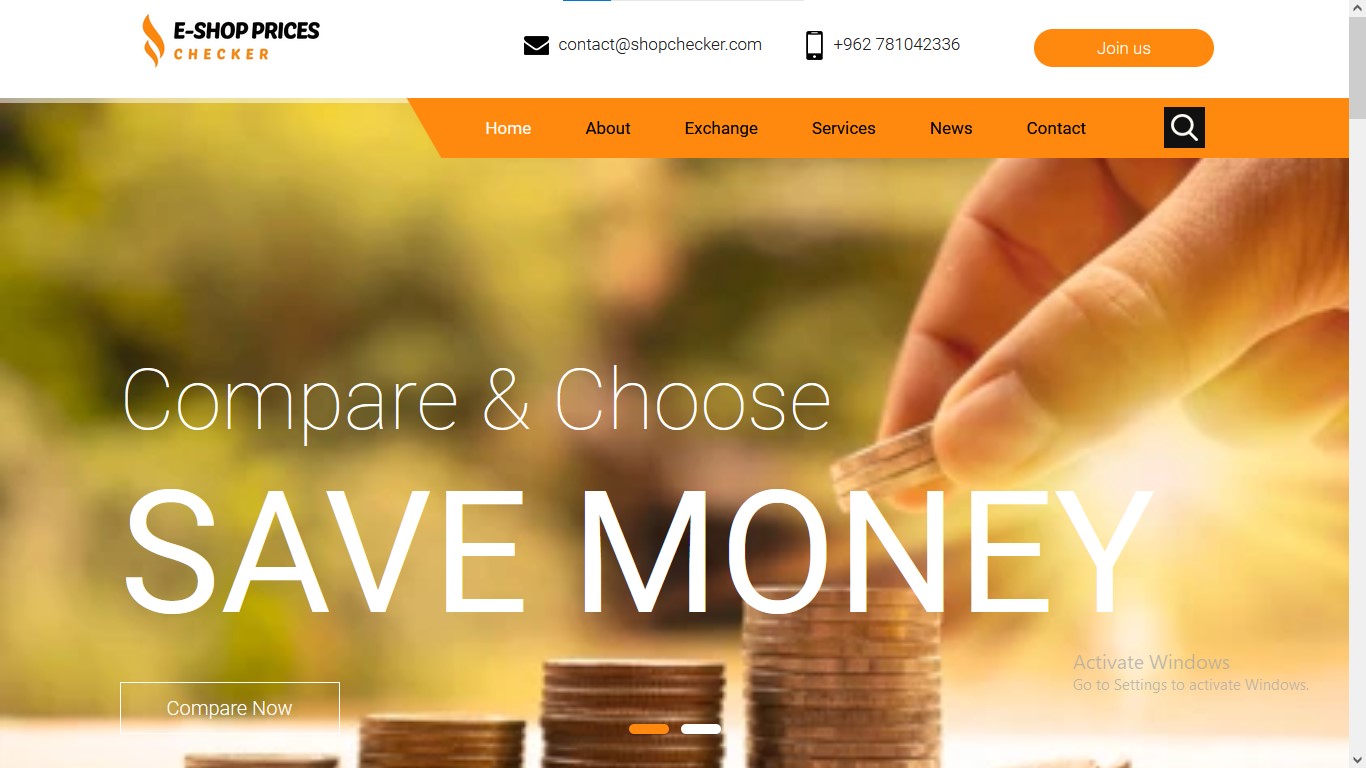 E-SHOP PRICES
CHECKER
contact@shopchecker.com
+962 781042336
Join us
Home
About
Exchange
Services
News
Contact
Compare & Choose
SAVE MONEY
Activate Windows
Go to Settings to activate Windows.
Compare Now